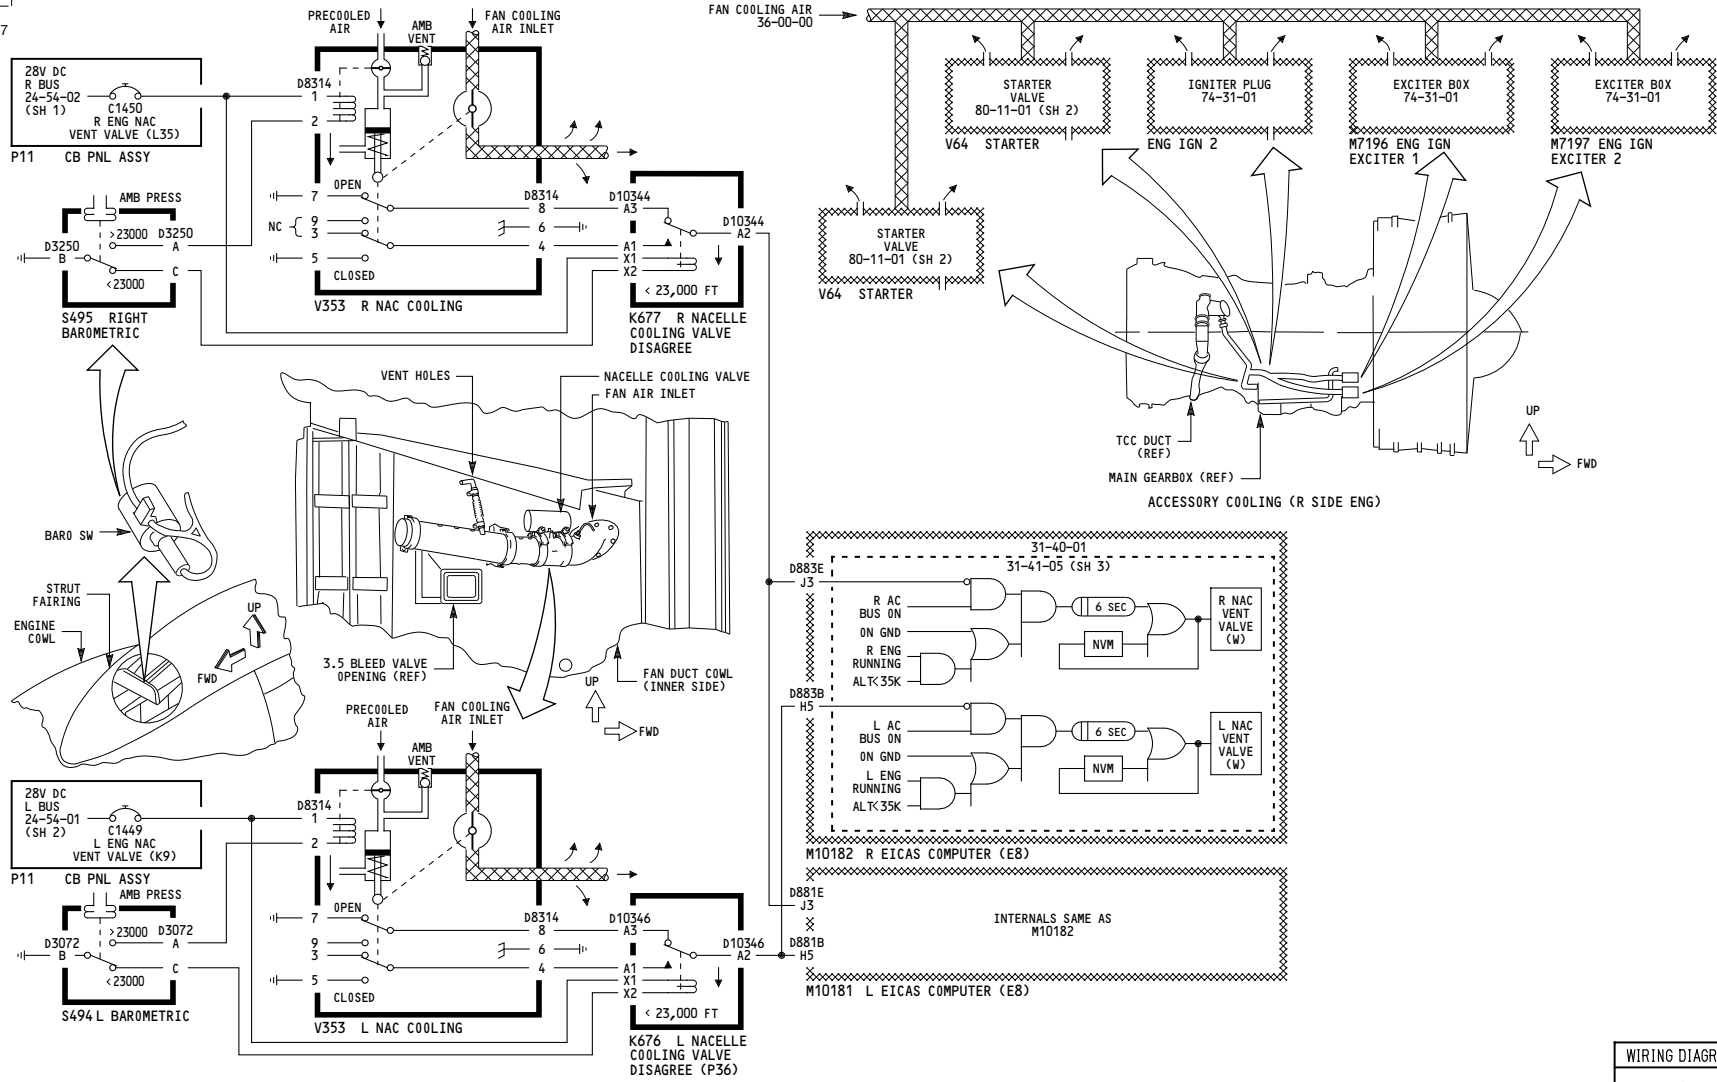 7
PRECOOLED
AIR
AMB
VENT
FAN COOLING
AIR INLET
28V DC
R BUS
24-54-02
(SH 1)
C1450
R ENG NAC
VENT VALVE (L35)
P11 CB PNL ASSY
D8314
1
2
AMB PRESS
>23000
D3250
A
D3250
B
C
<23000
S495 RIGHT
BAROMETRIC
OPEN
7
NC
9
3
5
CLOSED
D8314
8
6
4
V353 R NAC COOLING
D10344
A3
A1
X1
X2
D10344
A2
< 23,000 FT
K677 R NACELLE
COOLING VALVE
DISAGREE
FAN COOLING AIR
36-00-00
STARTER
VALVE
80-11-01 (SH 2)
V64 STARTER
IGNITER PLUG
74-31-01
ENG IGN 2
EXCITER BOX
74-31-01
M7196 ENG IGN
EXCITER 1
EXCITER BOX
74-31-01
M7197 ENG IGN
EXCITER 2
STARTER
VALVE
80-11-01 (SH 2)
V64 STARTER
TCC DUCT
(REF)
MAIN GEARBOX (REF)
UP
FWD
ACCESSORY COOLING (R SIDE ENG)
VENT HOLES
NACELLE COOLING VALVE
FAN AIR INLET
3.5 BLEED VALVE
OPENING (REF)
FAN DUCT COWL
(INNER SIDE)
UP
FWD
BARO SW
STRUT
FAIRING
ENGINE
COWL
UP
FWD
31-40-01
31-41-05 (SH 3)
D883E
J3
R AC
BUS ON
ON GND
R ENG
RUNNING
ALT<35K
6 SEC
NVM
R NAC
VENT
VALVE
(W)
D883B
H5
L AC
BUS ON
ON GND
L ENG
RUNNING
ALT<35K
6 SEC
NVM
L NAC
VENT
VALVE
(W)
M10182 R EICAS COMPUTER (E8)
D881E
J3
INTERNALS SAME AS
M10182
D881B
H5
M10181 L EICAS COMPUTER (E8)
PRECOOLED
AIR
AMB
VENT
FAN COOLING
AIR INLET
28V DC
L BUS
24-54-01
(SH 2)
C1449
L ENG NAC
VENT VALVE (K9)
P11 CB PNL ASSY
D8314
1
2
AMB PRESS
>23000
D3072
A
D3072
B
C
<23000
S494 L BAROMETRIC
OPEN
7
9
3
5
CLOSED
D8314
8
6
4
V353 L NAC COOLING
D10346
A3
A1
X1
X2
D10346
A2
< 23,000 FT
K676 L NACELLE
COOLING VALVE
DISAGREE (P36)
WIRING DIAGR